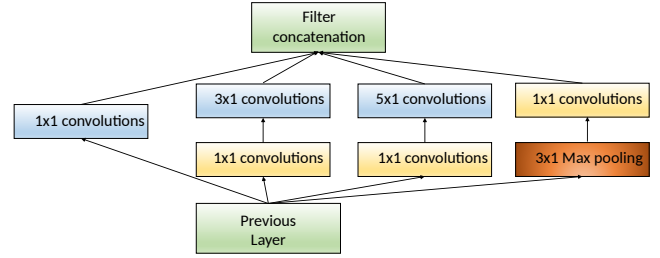 Filter
concatenation
3x1 convolutions
5x1 convolutions
1x1 convolutions
1x1 convolutions
1x1 convolutions
1x1 convolutions
3x1 Max pooling
Previous
Layer